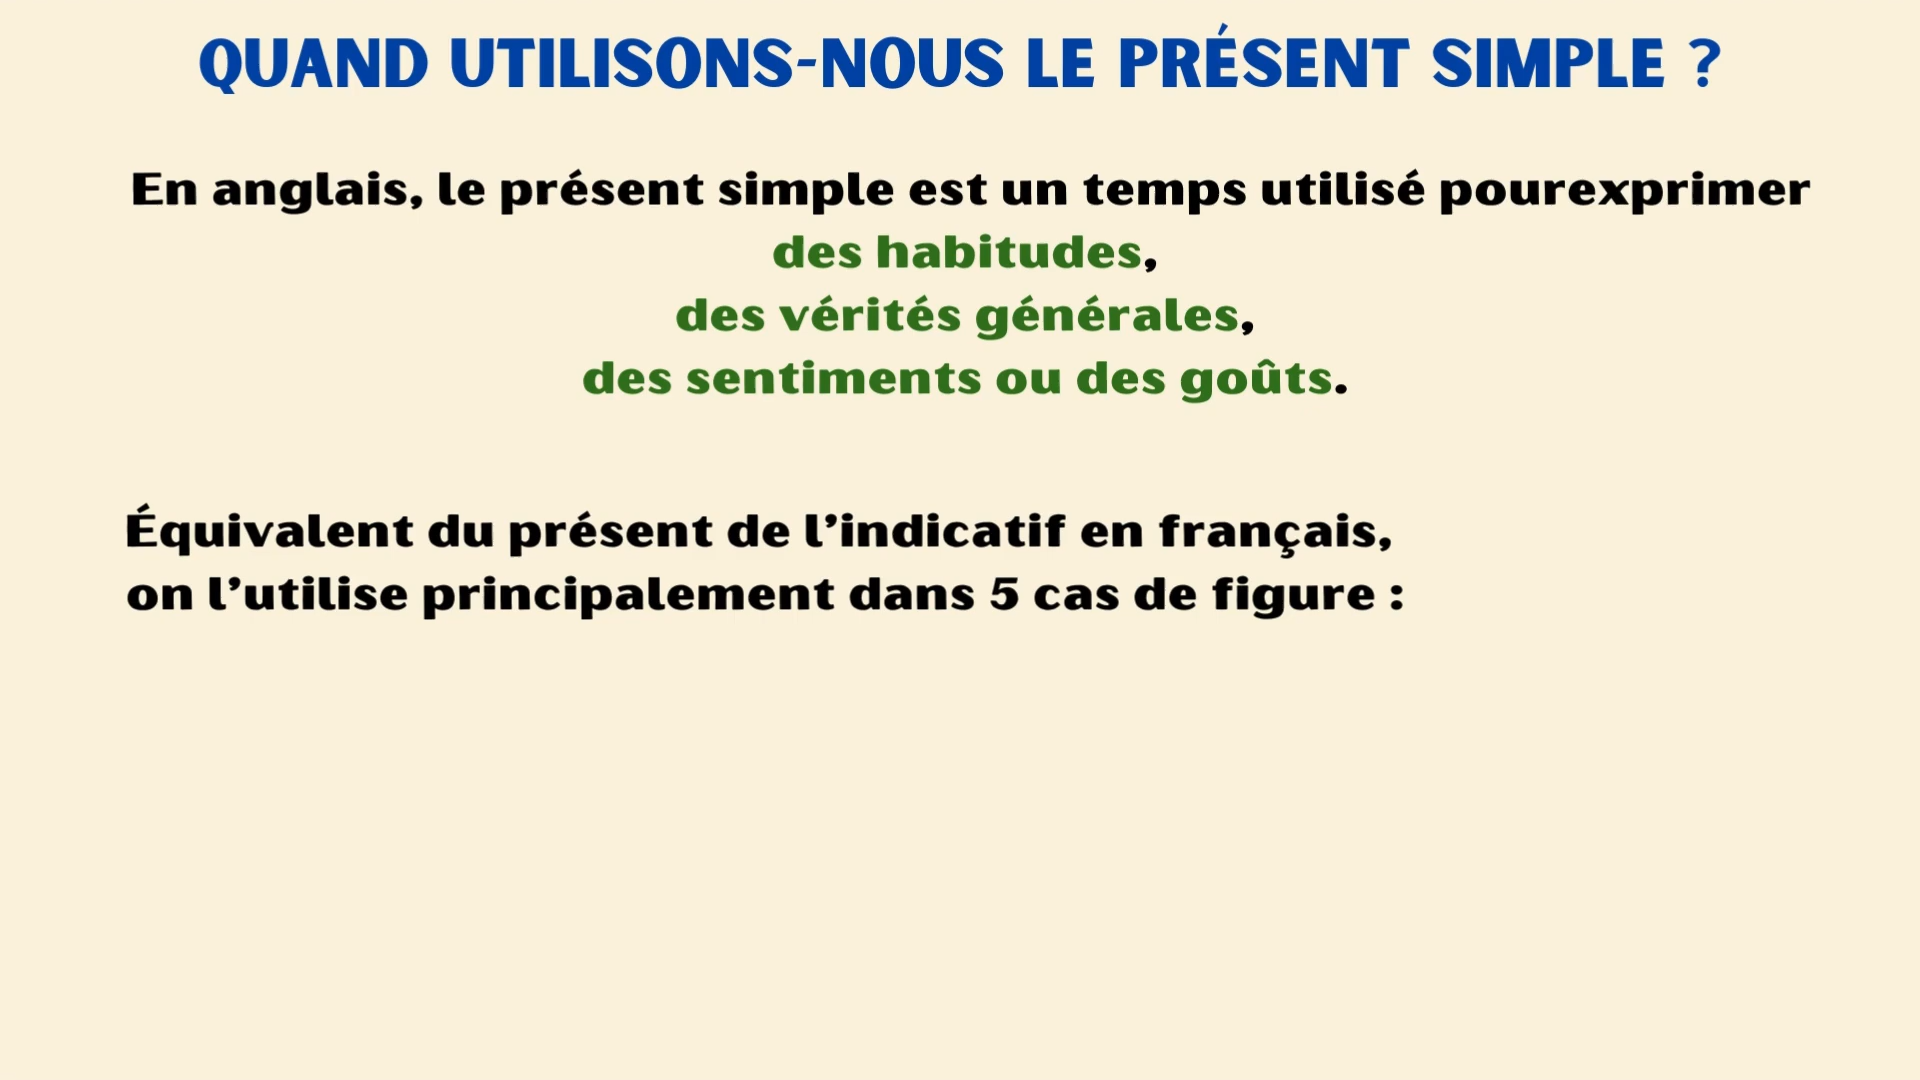 QUAND UTILISONS-NOUS LE PRÉSENT SIMPLE ?
En anglais, le présent simple est un temps utilisé pourexprimer
des habitudes,
des vérités générales,
des sentiments ou des goûts.
Équivalent du présent de l’indicatif en français,
on l’utilise principalement dans 5 cas de figure :